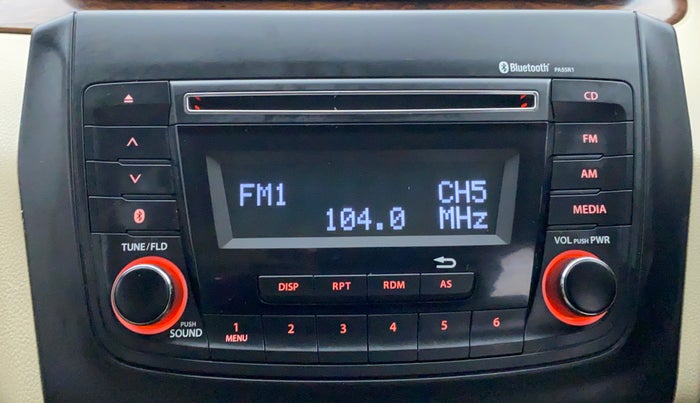 Bluetooth PA55R1
CD
FM
AM
MEDIA
FM1 CH5
104.0 MHz
TUNE/FLD
VOL PUSH PWR
DISP RPT RDM AS
PUSH
SOUND
1 2 3 4 5 6
MENU